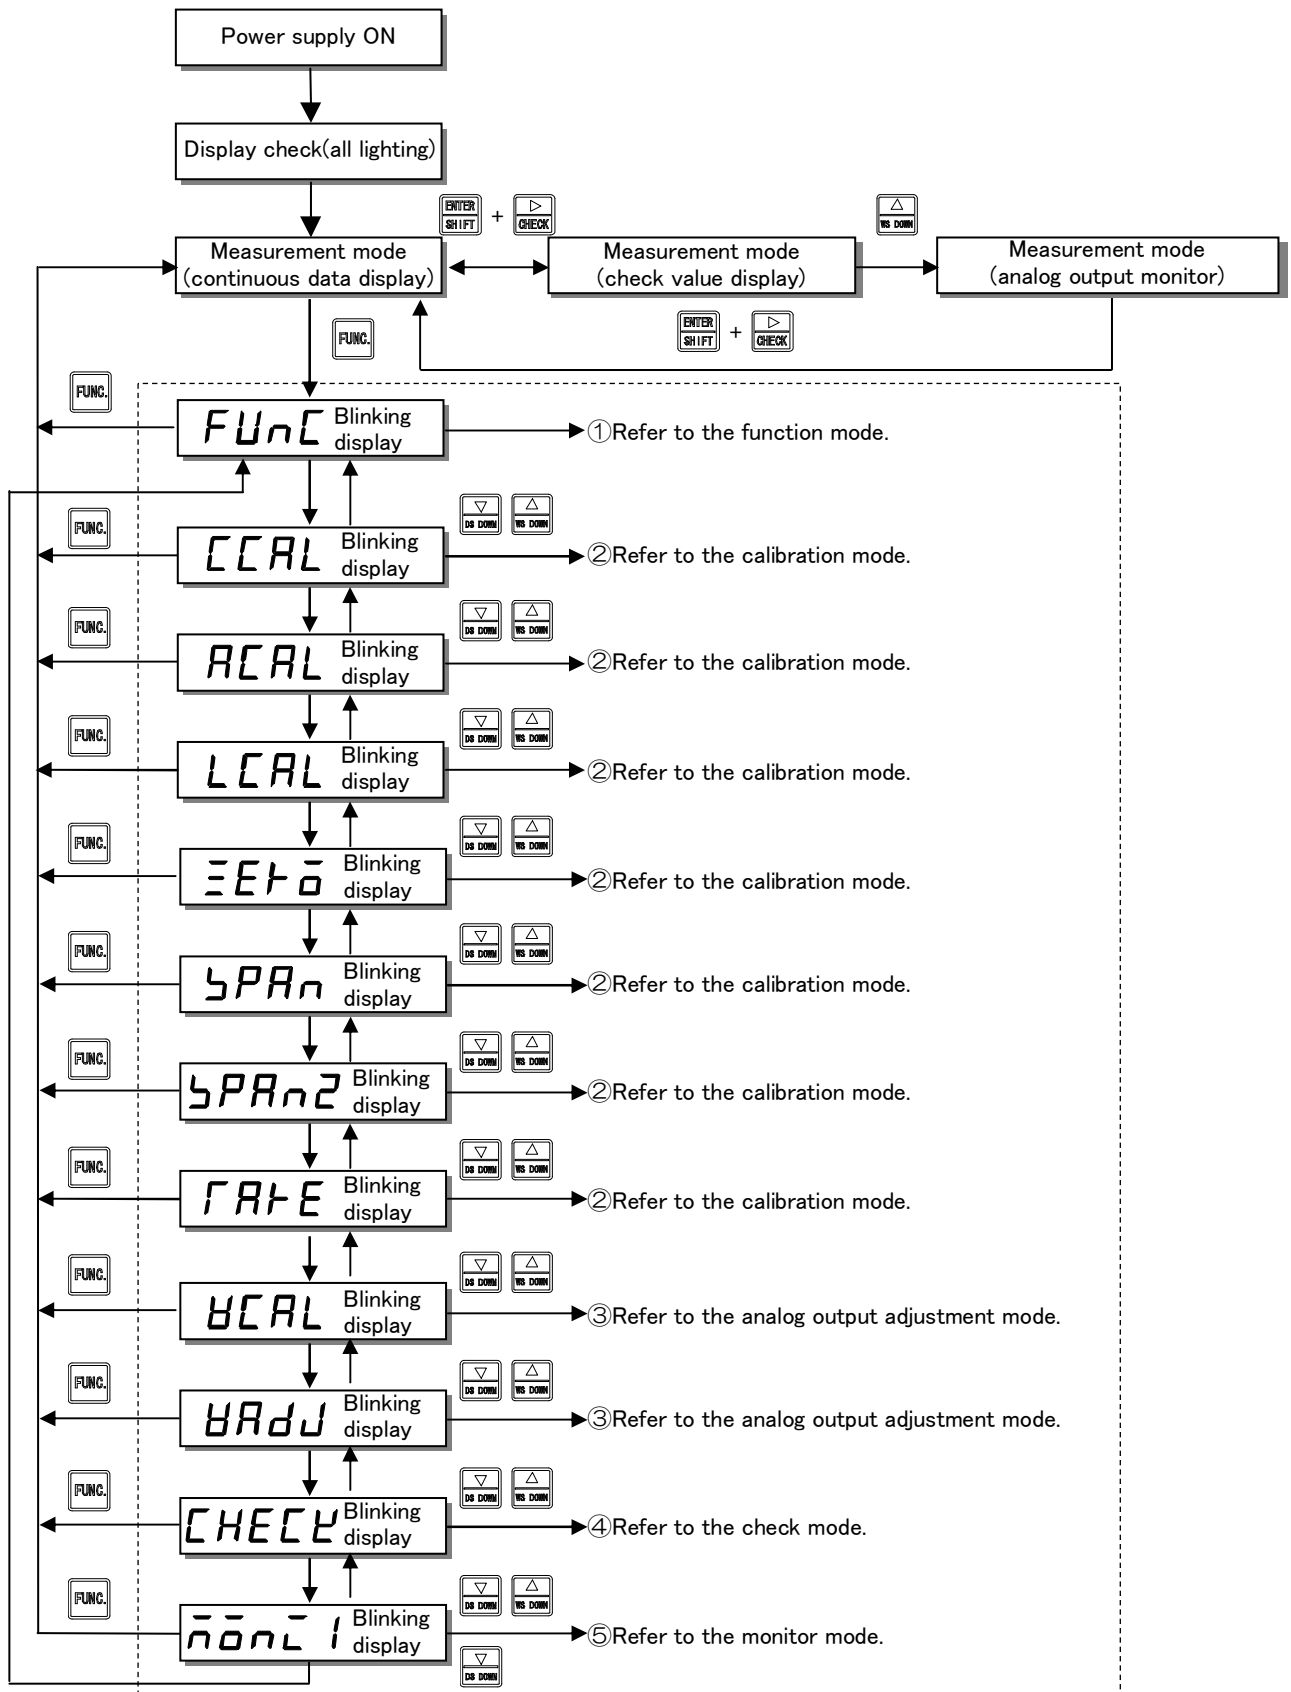 Power supply ON
Display check(all lighting)
ENTER
SHIFT
+
CHECK
WS DOWN
Measurement mode
(continuous data display)
Measurement mode
(check value display)
Measurement mode
(analog output monitor)
FUNC.
ENTER
SHIFT
+
CHECK
FUNC.
FUnC Blinking
display
①Refer to the function mode.
FUNC.
DS DOWN WS DOWN
CCAL Blinking
display
②Refer to the calibration mode.
FUNC.
DS DOWN WS DOWN
ACAL Blinking
display
②Refer to the calibration mode.
FUNC.
DS DOWN WS DOWN
LCAL Blinking
display
②Refer to the calibration mode.
FUNC.
DS DOWN WS DOWN
ZEro Blinking
display
②Refer to the calibration mode.
FUNC.
DS DOWN WS DOWN
SPAn Blinking
display
②Refer to the calibration mode.
FUNC.
DS DOWN WS DOWN
SPAn2 Blinking
display
②Refer to the calibration mode.
FUNC.
DS DOWN WS DOWN
TArE Blinking
display
②Refer to the calibration mode.
FUNC.
DS DOWN WS DOWN
VCAL Blinking
display
③Refer to the analog output adjustment mode.
FUNC.
DS DOWN WS DOWN
VAdJ Blinking
display
③Refer to the analog output adjustment mode.
FUNC.
DS DOWN WS DOWN
CHECK Blinking
display
④Refer to the check mode.
FUNC.
DS DOWN WS DOWN
moni1 Blinking
display
⑤Refer to the monitor mode.
DS DOWN